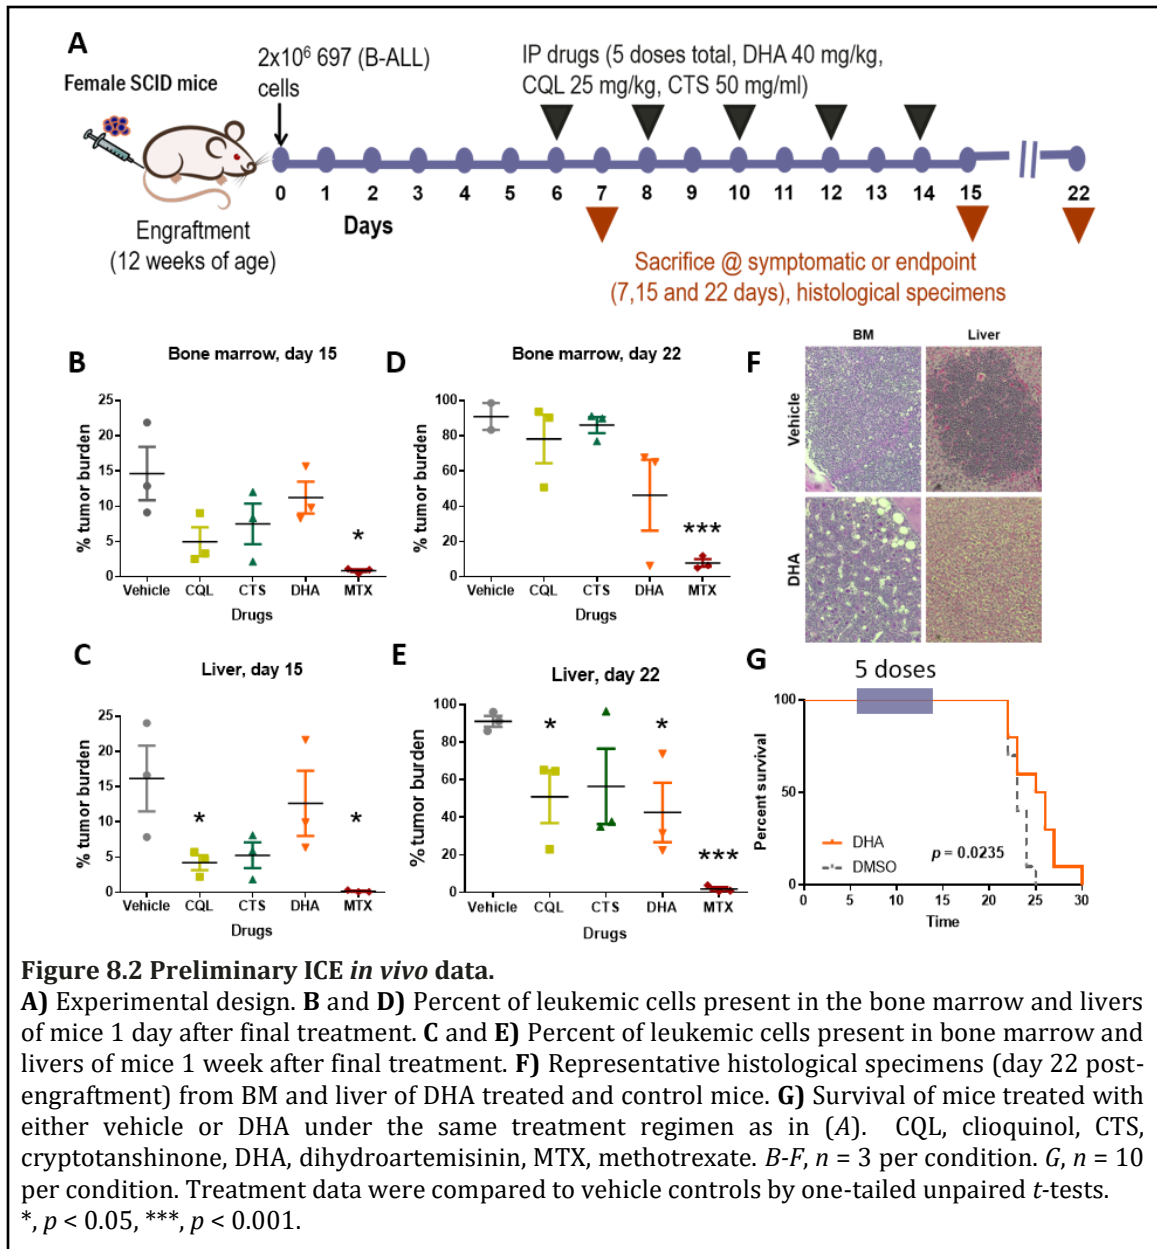 A
Female SCID mice
2x10⁶ 697 (B-ALL)
cells
IP drugs (5 doses total, DHA 40 mg/kg,
CQL 25 mg/kg, CTS 50 mg/ml)
0 1 2 3 4 5 6 7 8 9 10 11 12 13 14 15 22
Days
Engraftment
(12 weeks of age)
Sacrifice @ symptomatic or endpoint
(7,15 and 22 days), histological specimens
B
Bone marrow, day 15
% tumor burden
25
20
15
10
5
0
*
Vehicle CQL CTS DHA MTX
Drugs
D
Bone marrow, day 22
% tumor burden
100
80
60
40
20
0
***
Vehicle CQL CTS DHA MTX
Drugs
F
BM Liver
Vehicle
DHA
C
Liver, day 15
% tumor burden
25
20
15
10
5
0
* *
Vehicle CQL CTS DHA MTX
Drugs
E
Liver, day 22
% tumor burden
100
80
60
40
20
0
* * ***
Vehicle CQL CTS DHA MTX
Drugs
G
5 doses
Percent survival
100
50
0
DHA
DMSO
p = 0.0235
0 5 10 15 20 25 30
Time
Figure 8.2 Preliminary ICE in vivo data.
A) Experimental design. B and D) Percent of leukemic cells present in the bone marrow and livers
of mice 1 day after final treatment. C and E) Percent of leukemic cells present in bone marrow and
livers of mice 1 week after final treatment. F) Representative histological specimens (day 22 post-
engraftment) from BM and liver of DHA treated and control mice. G) Survival of mice treated with
either vehicle or DHA under the same treatment regimen as in (A). CQL, clioquinol, CTS,
cryptotanshinone, DHA, dihydroartemisinin, MTX, methotrexate. B-F, n = 3 per condition. G, n = 10
per condition. Treatment data were compared to vehicle controls by one-tailed unpaired t-tests.
*, p < 0.05, ***, p < 0.001.